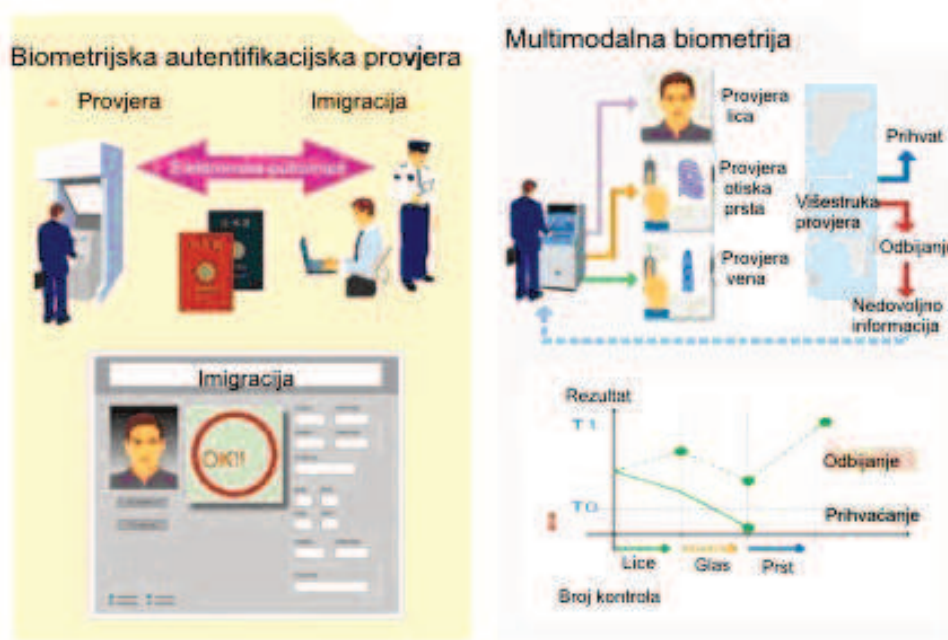 Biometrijska autentifikacijska provjera
Provjera
Imigracija
Imigracija
OK!!
Multimodalna biometrija
Provjera
lica
Provjera
otiska
prsta
Provjera
vena
Višestruka
provjera
Prihvat
Odbijanje
Nedovoljno
informacija
Rezultat
T1
T0
Odbijanje
Prihvaćanje
Lice
Glas
Prst
Broj kontrola